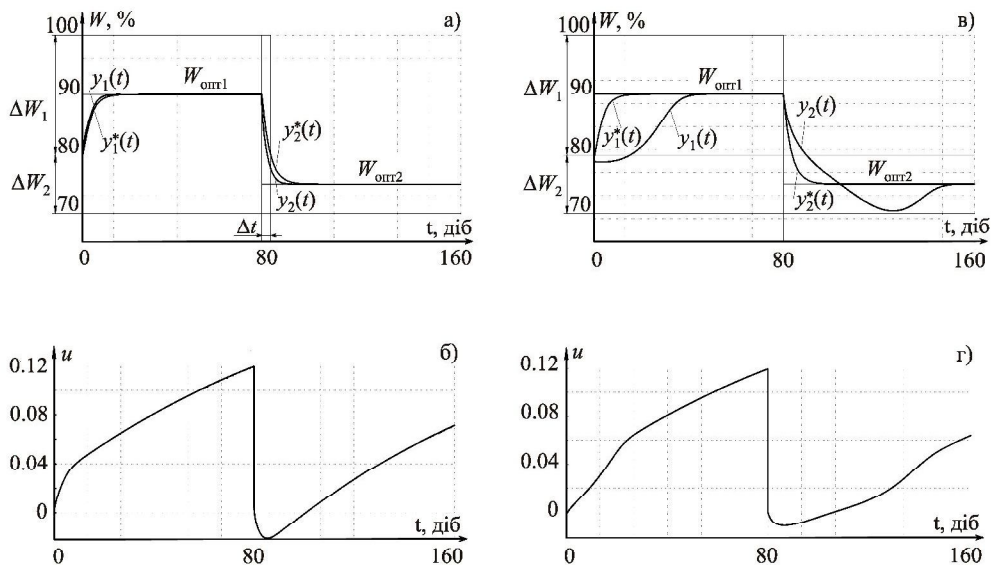 а)
W, %
100
y₁(t)
Wопт1
90
ΔW₁
y₁*(t)
y₂*(t)
80
Wопт2
ΔW₂
y₂(t)
70
Δt
t, діб
0
80
160
в)
W, %
100
Wопт1
90
y₂(t)
ΔW₁
y₁*(t)
y₁(t)
80
Wопт2
ΔW₂
y₂*(t)
70
t, діб
0
80
160
б)
u
0.12
0.08
0.04
0
t, діб
0
80
160
г)
u
0.12
0.08
0.04
0
t, діб
0
80
160